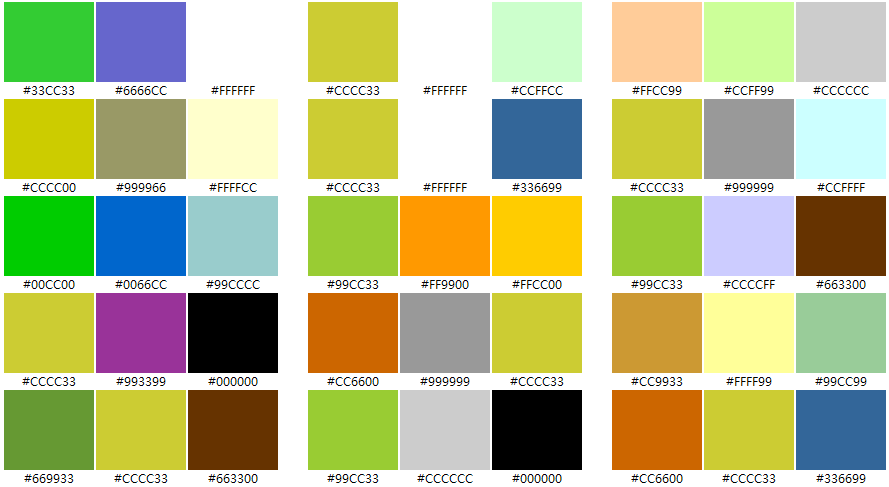 #33CC33 #6666CC #FFFFFF #CCCC33 #FFFFFF #CCFFCC #FFCC99 #CCFF99 #CCCCCC
#CCCC00 #999966 #FFFFCC #CCCC33 #FFFFFF #336699 #CCCC33 #999999 #CCFFFF
#00CC00 #0066CC #99CCCC #99CC33 #FF9900 #FFCC00 #99CC33 #CCCCFF #663300
#CCCC33 #993399 #000000 #CC6600 #999999 #CCCC33 #CC9933 #FFFF99 #99CC99
#669933 #CCCC33 #663300 #99CC33 #CCCCCC #000000 #CC6600 #CCCC33 #336699